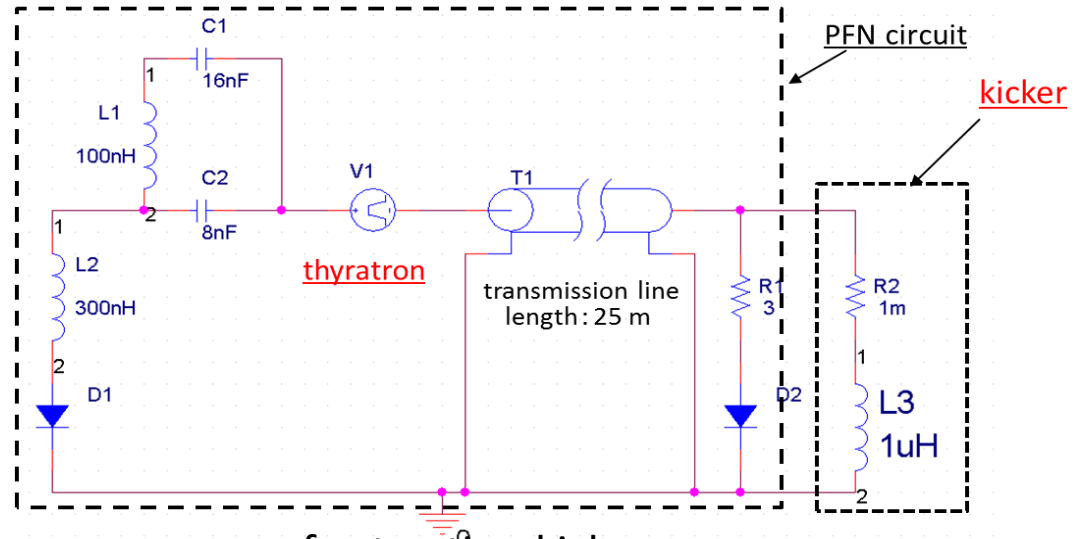 PFN circuit
kicker
C1
1
16nF
L1
100nH
C2
2
8nF
V1
thyratron
T1
transmission line
length: 25 m
1
L2
300nH
2
D1
R1
3
D2
R2
1m
1
L3
1uH
2
0